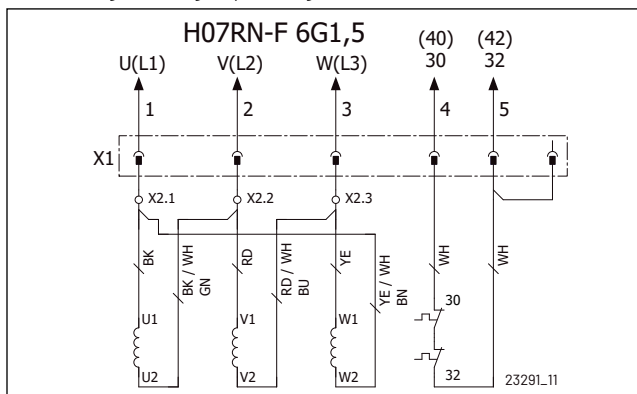 H07RN-F 6G1,5
(40) (42)
U(L1) V(L2) W(L3) 30 32
1 2 3 4 5
X1
X2.1 X2.2 X2.3
BK
BK / WH
GN
RD
RD / WH
BU
YE
YE / WH
BN
WH
WH
30
U1 V1 W1
U2 V2 W2 32
23291_11